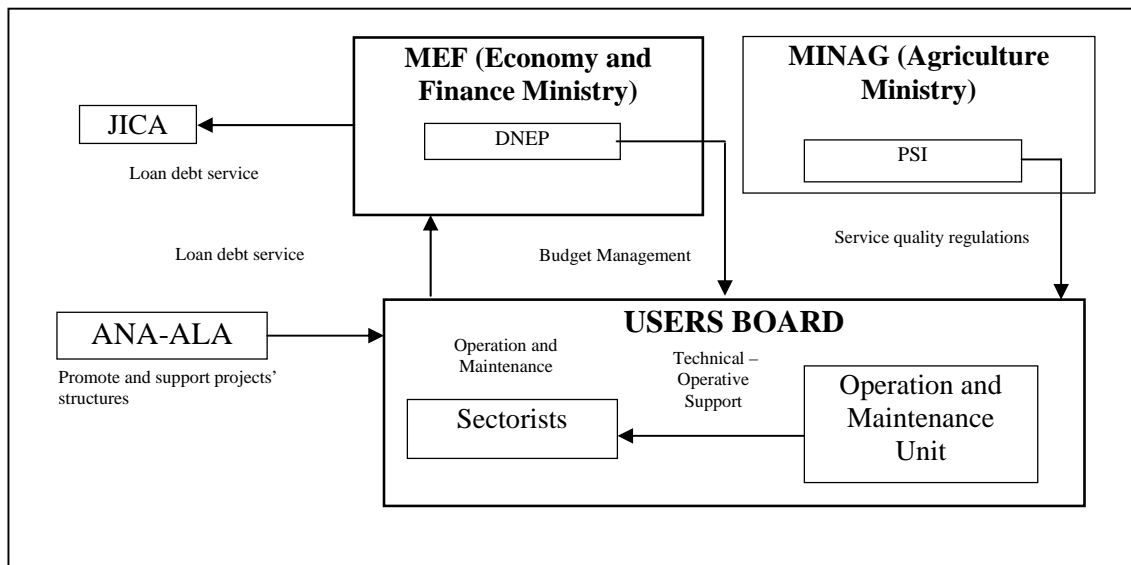 MEF (Economy and
Finance Ministry)
DNEP
MINAG (Agriculture
Ministry)
PSI
JICA
Loan debt service
Loan debt service
Budget Management
Service quality regulations
ANA-ALA
Promote and support projects’
structures
USERS BOARD
Operation and
Maintenance
Sectorists
Technical –
Operative
Support
Operation and
Maintenance
Unit